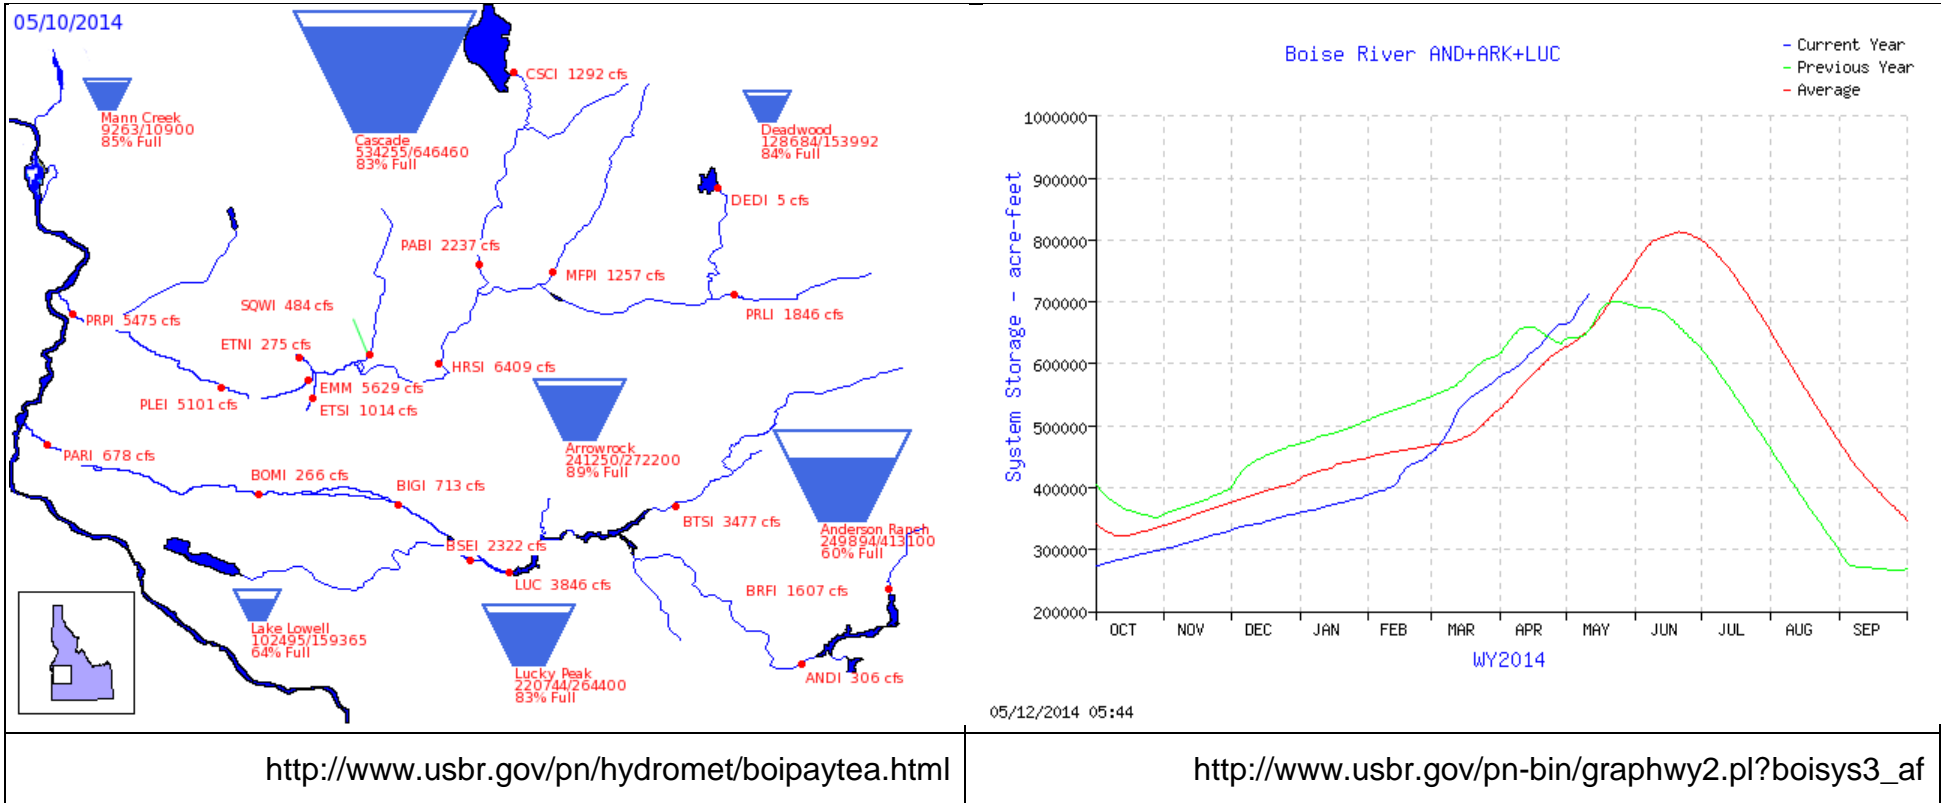 05/10/2014
Mann Creek
9263/10900
85% Full
Cascade
534255/646460
83% Full
CSCI 1292 cfs
Deadwood
128684/153992
84% Full
DEDI 5 cfs
PABI 2237 cfs
MFPI 1257 cfs
SQWI 484 cfs
PRPI 5475 cfs
PRLI 1846 cfs
ETNI 275 cfs
HRSI 6409 cfs
EMM 5629 cfs
PLEI 5101 cfs
ETSI 1014 cfs
Arrowrock
241250/272200
89% Full
PARI 678 cfs
BOMI 266 cfs
BIGI 713 cfs
BTSI 3477 cfs
Anderson Ranch
249894/413100
60% Full
BSEI 2322 cfs
LUC 3846 cfs
BRFI 1607 cfs
Lake Lowell
102495/159365
64% Full
Lucky Peak
220744/264400
83% Full
ANDI 306 cfs
Boise River AND+ARK+LUC
Current Year
Previous Year
Average
System Storage - acre-feet
1000000
900000
800000
700000
600000
500000
400000
300000
200000
OCT NOV DEC JAN FEB MAR APR MAY JUN JUL AUG SEP
WY2014
05/12/2014 05:44
http://www.usbr.gov/pn/hydromet/boipaytea.html
http://www.usbr.gov/pn-bin/graphwy2.pl?boisys3_af